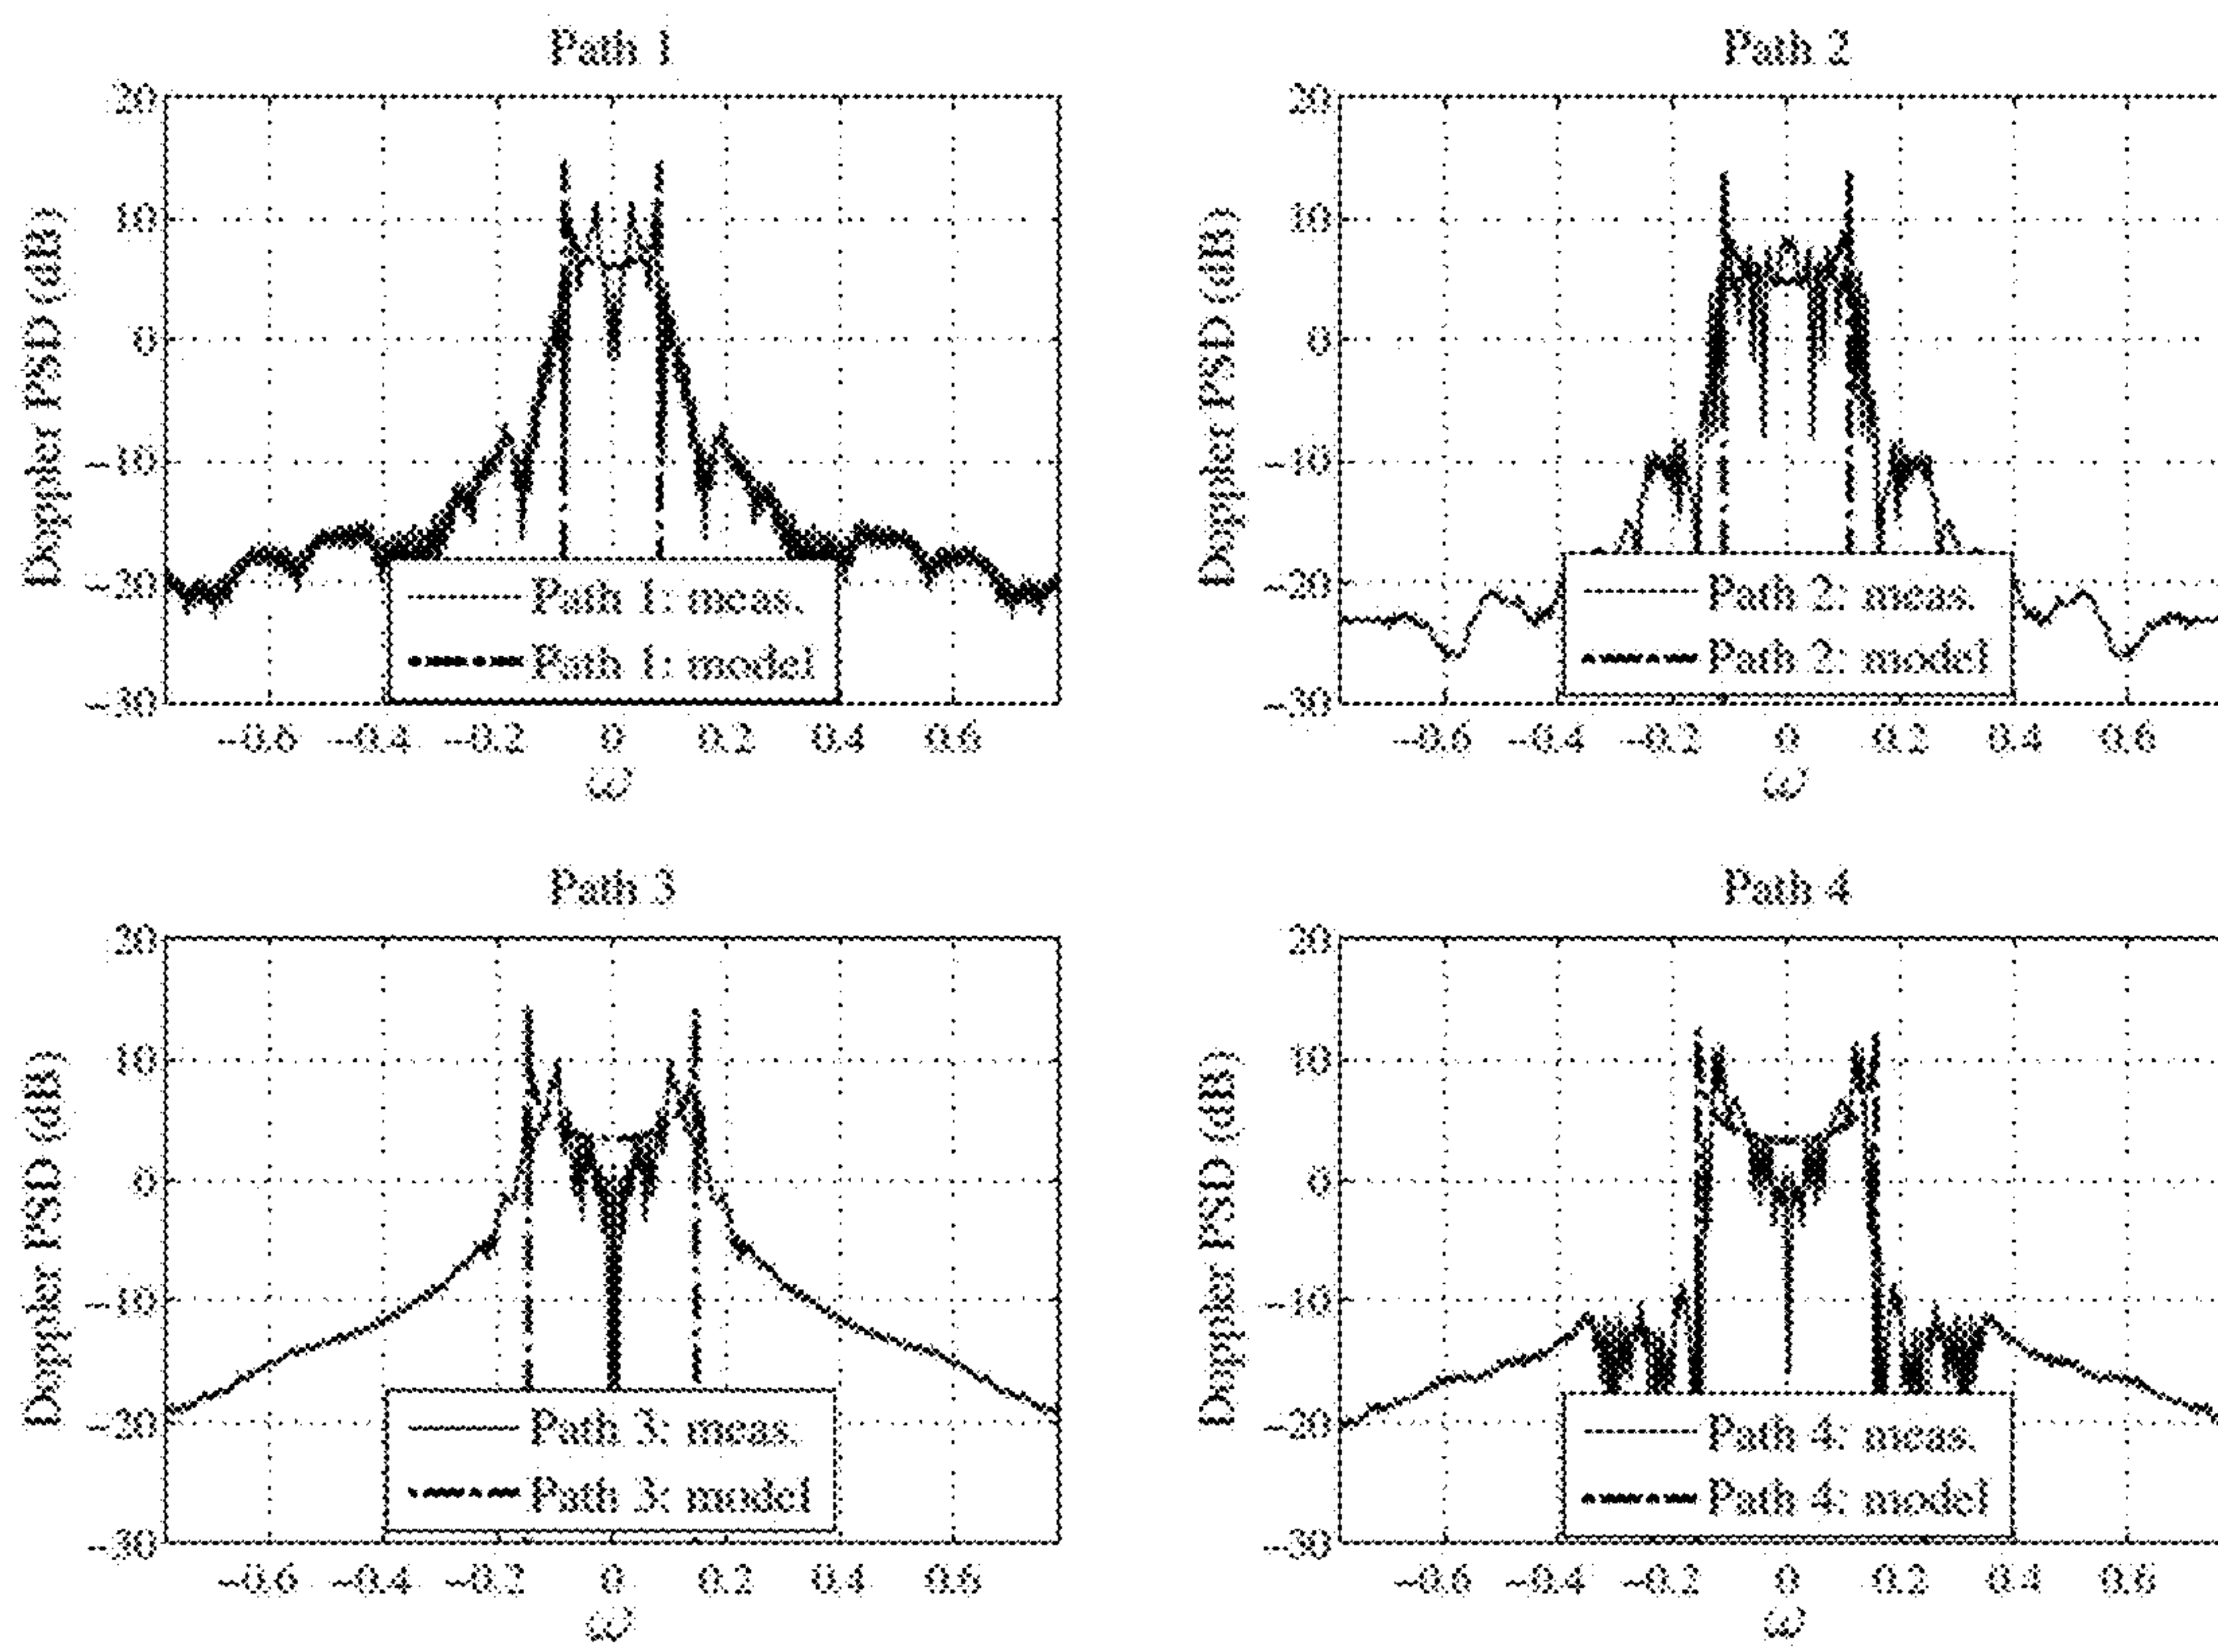 Path 1
20
10
0
−10
−20
−30
Doppler PSD (dB)
Path 1: meas.
Path 1: model
−0.6 −0.4 −0.2 0 0.2 0.4 0.6
ω
Path 2
20
10
0
−10
−20
−30
Doppler PSD (dB)
Path 2: meas.
Path 2: model
−0.6 −0.4 −0.2 0 0.2 0.4 0.6
ω
Path 3
20
10
0
−10
−20
−30
Doppler PSD (dB)
Path 3: meas.
Path 3: model
−0.6 −0.4 −0.2 0 0.2 0.4 0.6
ω
Path 4
20
10
0
−10
−20
−30
Doppler PSD (dB)
Path 4: meas.
Path 4: model
−0.6 −0.4 −0.2 0 0.2 0.4 0.6
ω